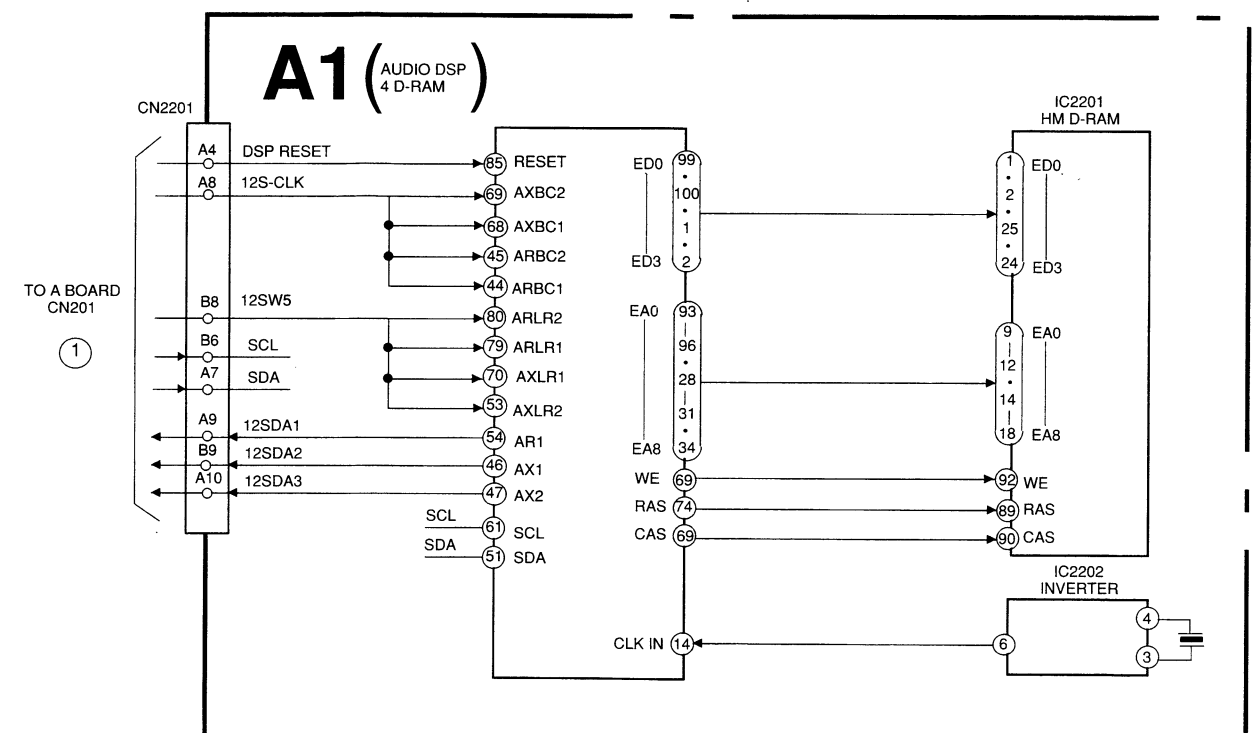 A1 (AUDIO DSP
4 D-RAM)
CN2201
TO A BOARD
CN201
1
A4 DSP RESET
A8 12S-CLK
B8 12SW5
B6 SCL
A7 SDA
A9 12SDA1
B9 12SDA2
A10 12SDA3
SCL
SDA
85 RESET
69 AXBC2
68 AXBC1
45 ARBC2
44 ARBC1
80 ARLR2
79 ARLR1
70 AXLR1
53 AXLR2
54 AR1
46 AX1
47 AX2
61 SCL
51 SDA
ED0 99
100
1
ED3 2
EA0 93
96
28
31
EA8 34
WE 69
RAS 74
CAS 69
CLK IN 14
IC2201
HM D-RAM
1 ED0
2
25
24 ED3
9 EA0
12
14
18 EA8
92 WE
89 RAS
90 CAS
IC2202
INVERTER
6
4
3